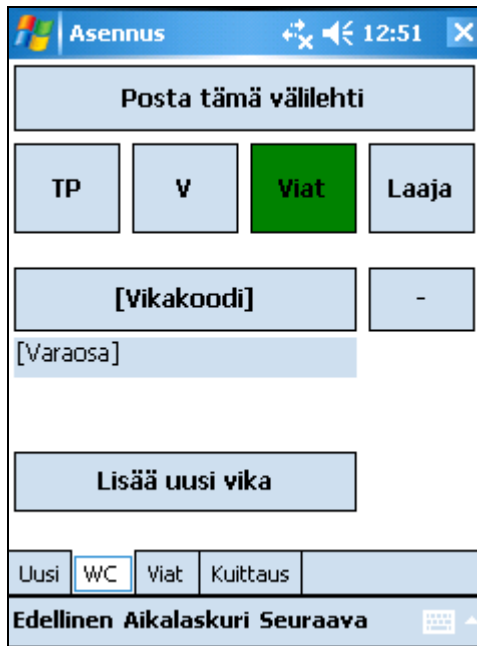 Asennus 12:51
Posta tämä välilehti
TP V Viat Laaja
[Vikakoodi] -
[Varaosa]
Lisää uusi vika
Uusi WC Viat Kuittaus
Edellinen Aikalaskuri Seuraava